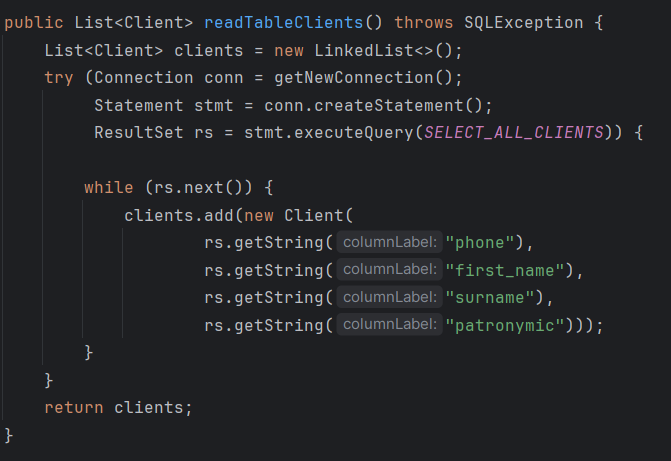 public List<Client> readTableClients() throws SQLException {
    List<Client> clients = new LinkedList<>();
    try (Connection conn = getNewConnection();
         Statement stmt = conn.createStatement();
         ResultSet rs = stmt.executeQuery(SELECT_ALL_CLIENTS)) {
        while (rs.next()) {
            clients.add(new Client(
                    rs.getString( columnLabel: "phone"),
                    rs.getString( columnLabel: "first_name"),
                    rs.getString( columnLabel: "surname"),
                    rs.getString( columnLabel: "patronymic")));
        }
    }
    return clients;
}